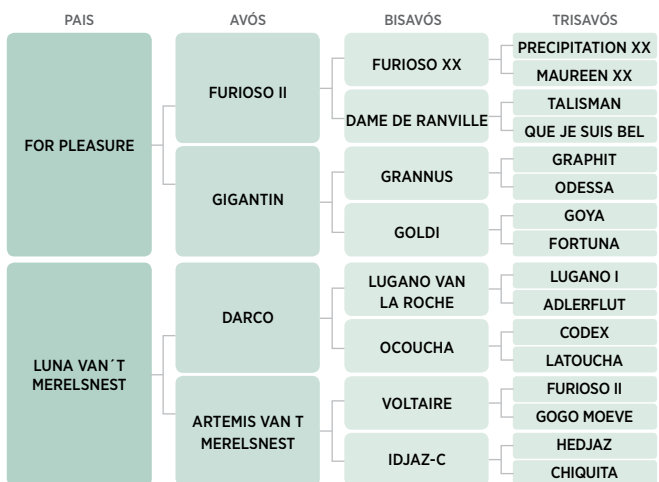 PAIS
AVÓS
BISAVÓS
TRISAVÓS
FOR PLEASURE
FURIOSO II
FURIOSO XX
PRECIPITATION XX
MAUREEN XX
DAME DE RANVILLE
TALISMAN
QUE JE SUIS BEL
GIGANTIN
GRANNUS
GRAPHIT
ODESSA
GOLDI
GOYA
FORTUNA
LUNA VAN´T
MERELSNEST
DARCO
LUGANO VAN
LA ROCHE
LUGANO I
ADLERFLUT
OCOUCHA
CODEX
LATOUCHA
ARTEMIS VAN T
MERELSNEST
VOLTAIRE
FURIOSO II
GOGO MOEVE
IDJAZ-C
HEDJAZ
CHIQUITA